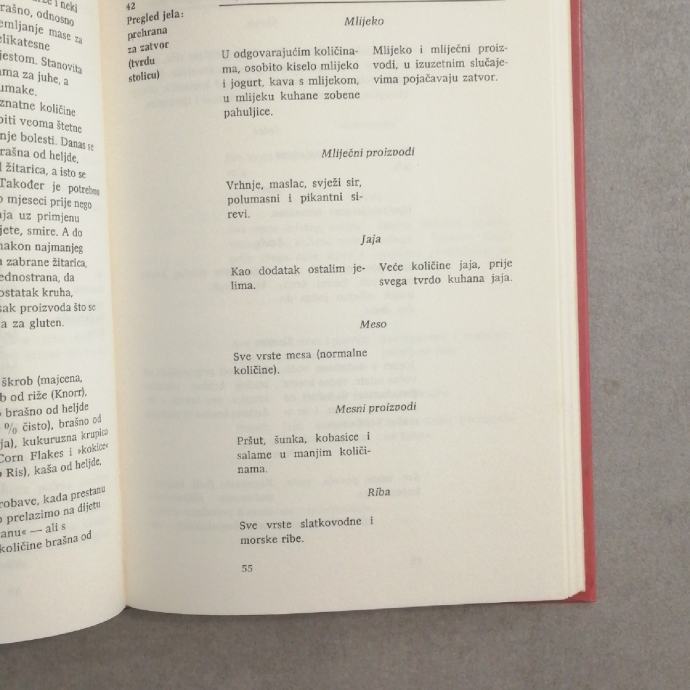 i neki
rašno, odnosno
emljanje mase za
elikatesne
jestom. Stanovita
ama za juhe, a
umake.
znatne količine
biti veoma štetne
nje bolesti. Danas se
rašna od heljde,
žitarica, a isto se
Također je potrebno
o mjeseci prije nego
uz primjenu
jete, smire. A do
nakon najmanjeg
zabrane žitarica,
ednostrana, da
ostatak kruha,
sak proizvoda što se
a za gluten.
škrob (majcena,
b od riže (Knorr),
brašno od heljde
% čisto), brašno od
ja), kukuruzna krupica
Corn Flakes i »kokice«
Ris), kaša od heljde,
robave, kada prestanu
prelazimo na dijetu
anu« — ali s
količine brašna od
42
Pregled jela:
prehrana
za zatvor
(tvrdu
stolicu)
Mlijeko
U odgovarajućim količina-
ma, osobito kiselo mlijeko
i jogurt, kava s mlijekom,
u mlijeku kuhane zobene
pahuljice.
Mlijeko i mliječni proiz-
vodi, u izuzetnim slučaje-
vima pojačavaju zatvor.
Mliječni proizvodi
Vrhnje, maslac, svježi sir,
polumasni i pikantni si-
revi.
Jaja
Kao dodatak ostalim je-
lima.
Veće količine jaja, prije
svega tvrdo kuhana jaja.
Meso
Sve vrste mesa (normalne
količine).
Mesni proizvodi
Pršut, šunka, kobasice i
salame u manjim količi-
nama.
Riba
Sve vrste slatkovodne i
morske ribe.
55